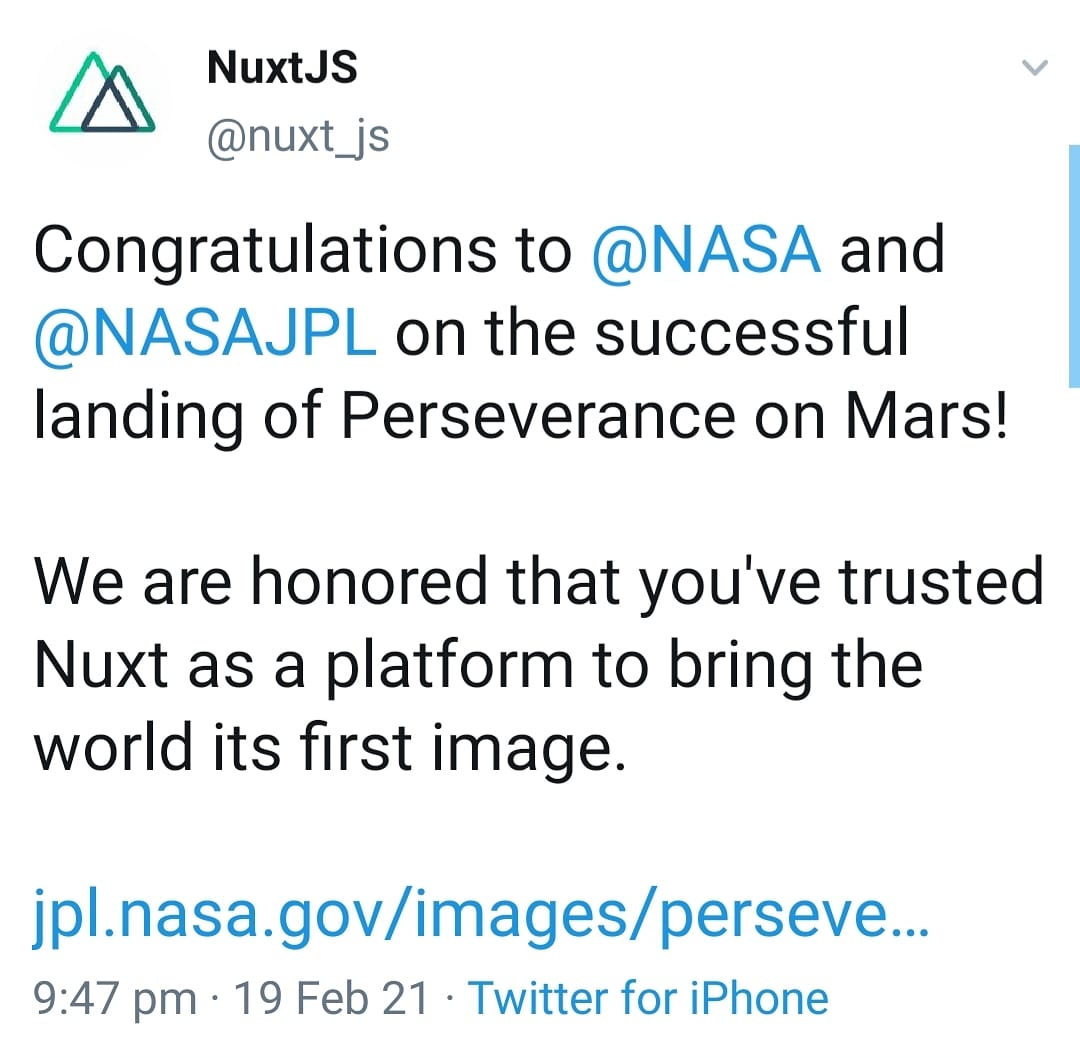 NuxtJS
@nuxt_js
Congratulations to @NASA and
@NASAJPL on the successful
landing of Perseverance on Mars!
We are honored that you've trusted
Nuxt as a platform to bring the
world its first image.
jpl.nasa.gov/images/perseve...
9:47 pm · 19 Feb 21 · Twitter for iPhone